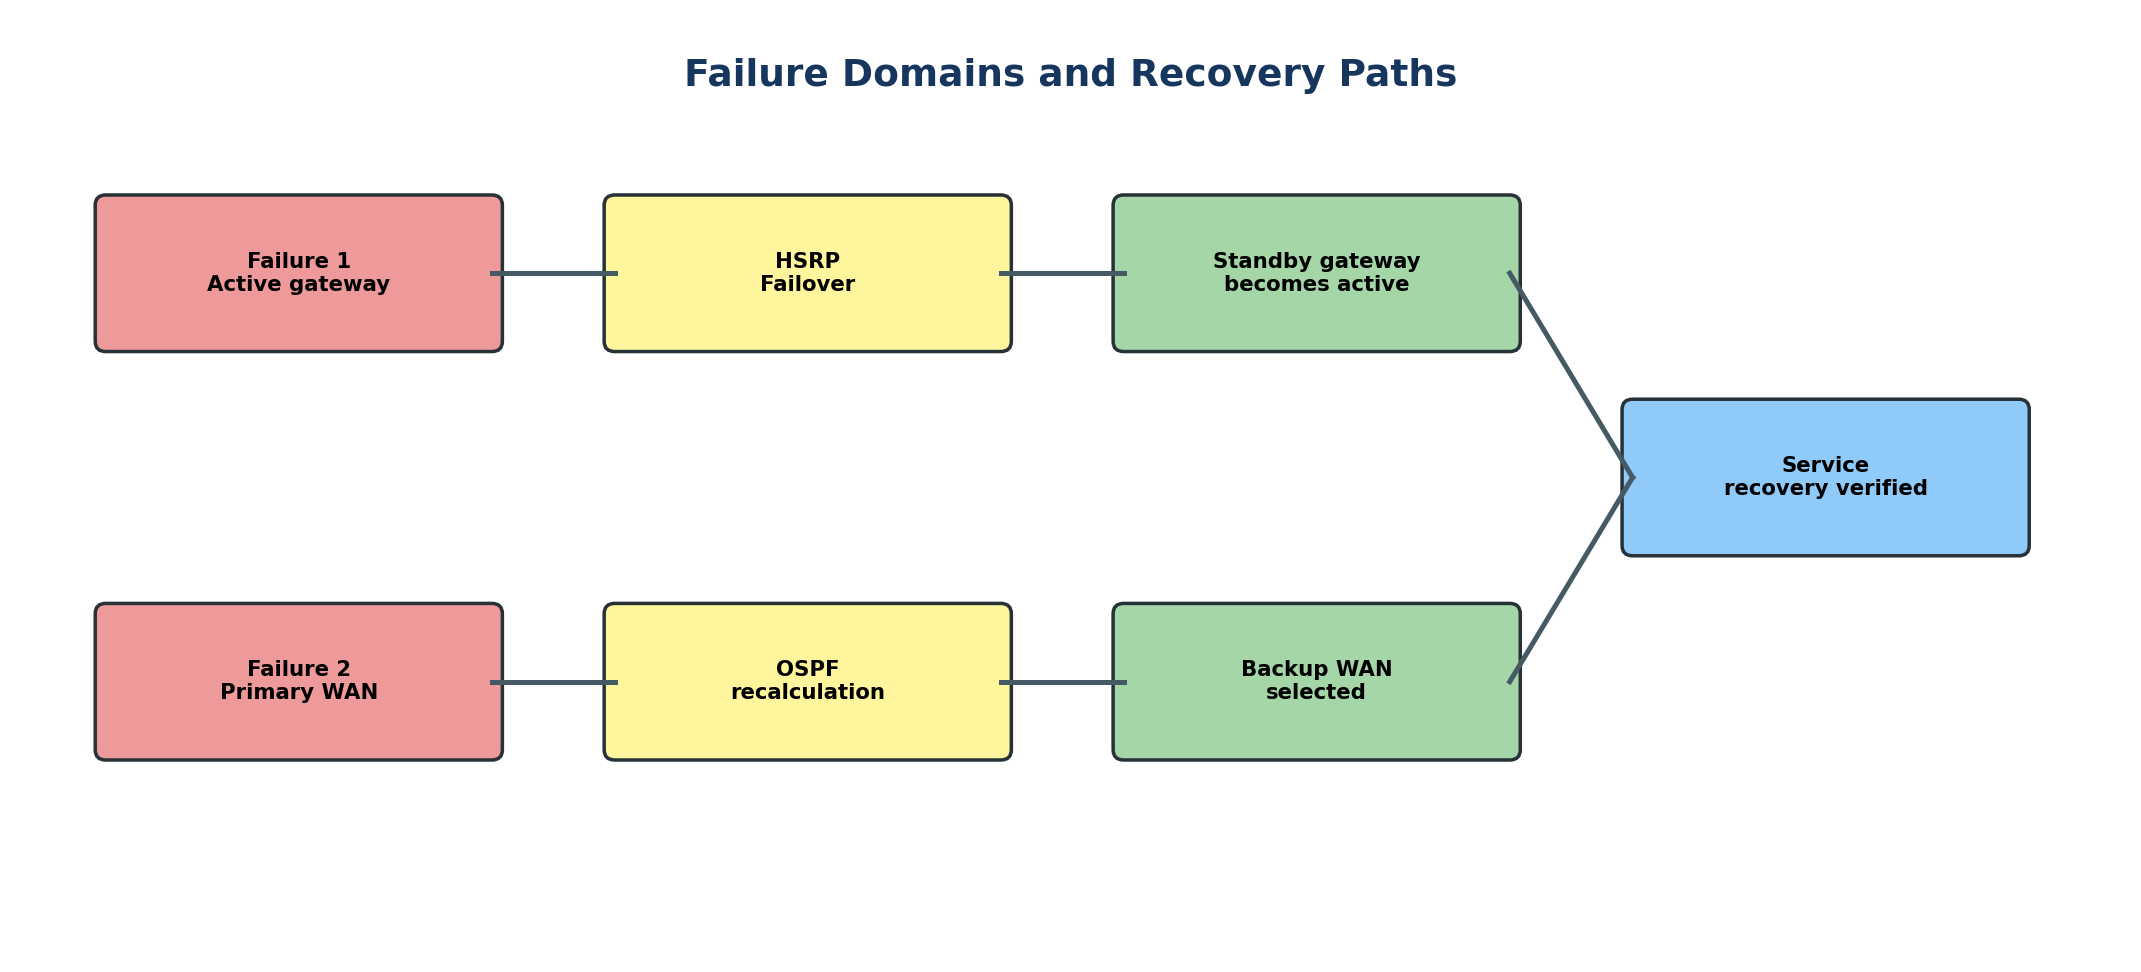 Failure Domains and Recovery Paths
Failure 1
Active gateway
HSRP
Failover
Standby gateway
becomes active
Service
recovery verified
Failure 2
Primary WAN
OSPF
recalculation
Backup WAN
selected